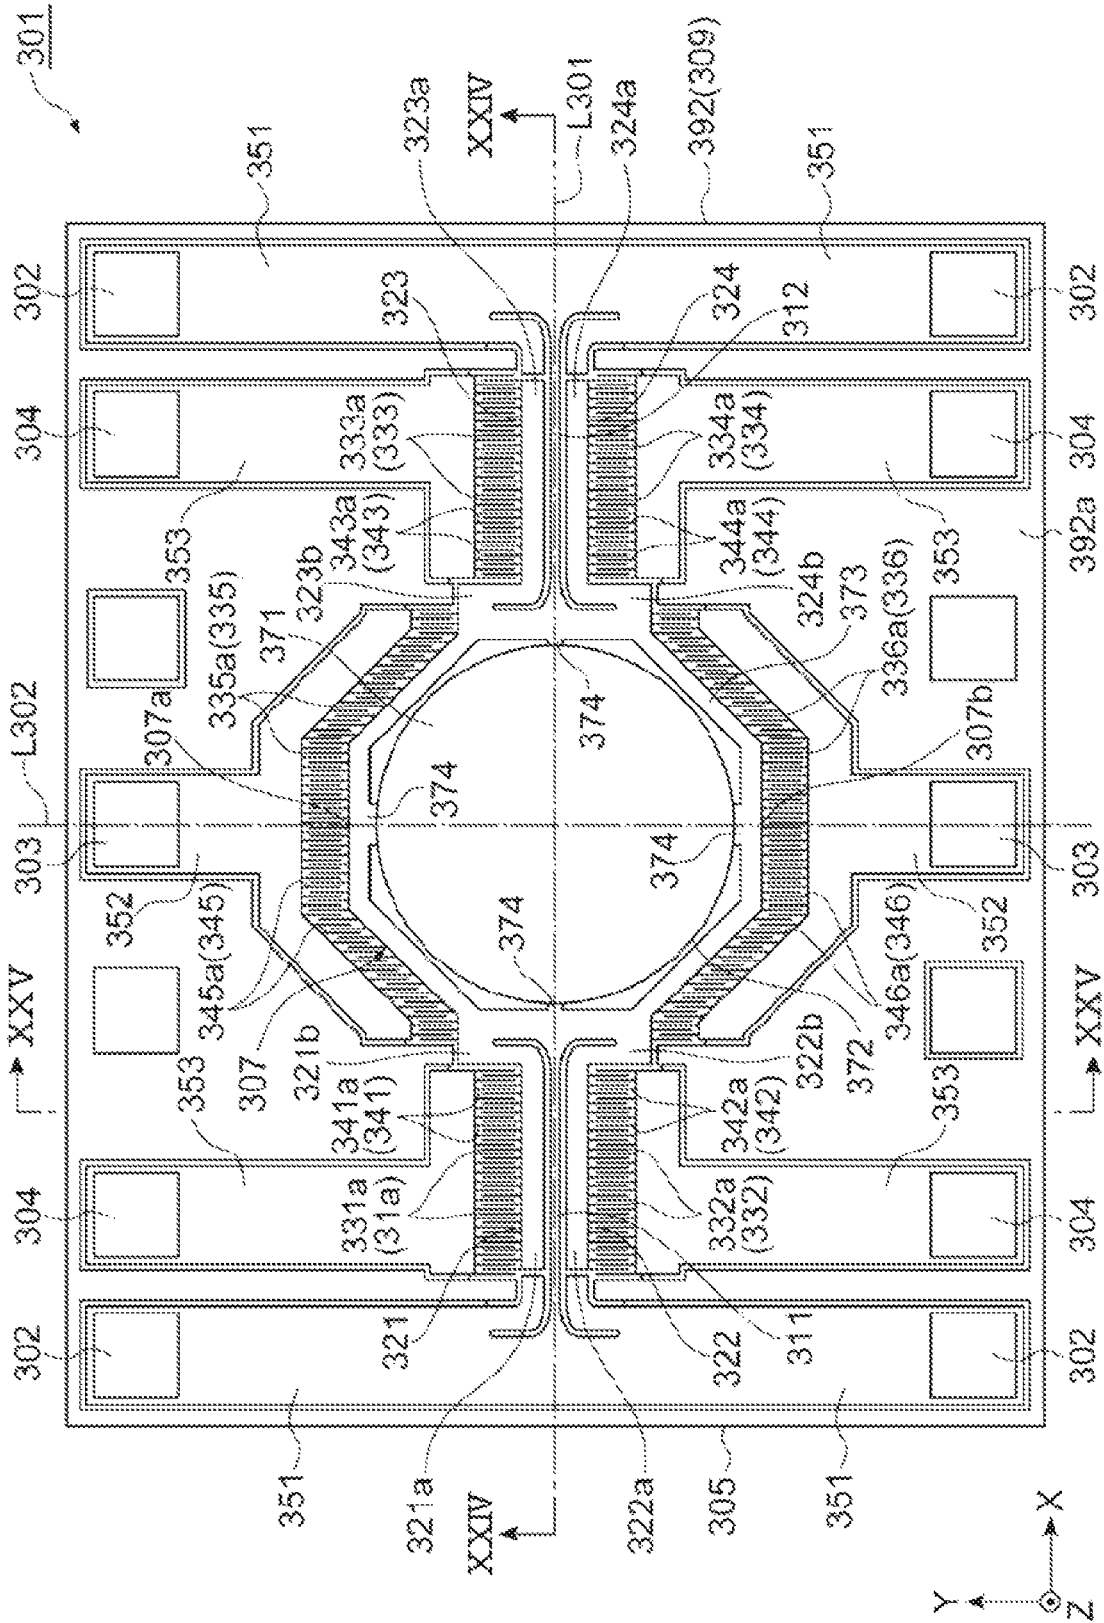 301
302
304
XXV
303
L302
304
302
351
353
352
307a
353
351
345a(345)
335a(335)
307
321b
371
323b
331a
(31a)
341a
(341)
343a
(343)
333a
(333)
321
323
321a
374
323a
XXIV
374
XXIV
L301
374
322a
374
324a
305
322
332a
(332)
342a
(342)
344a
(344)
334a
(334)
324
392(309)
311
322b
324b
312
351
351
372
373
346a(346)
307b
336a(336)
353
352
353
392a
302
304
XXV
303
304
302
Y
Z
X